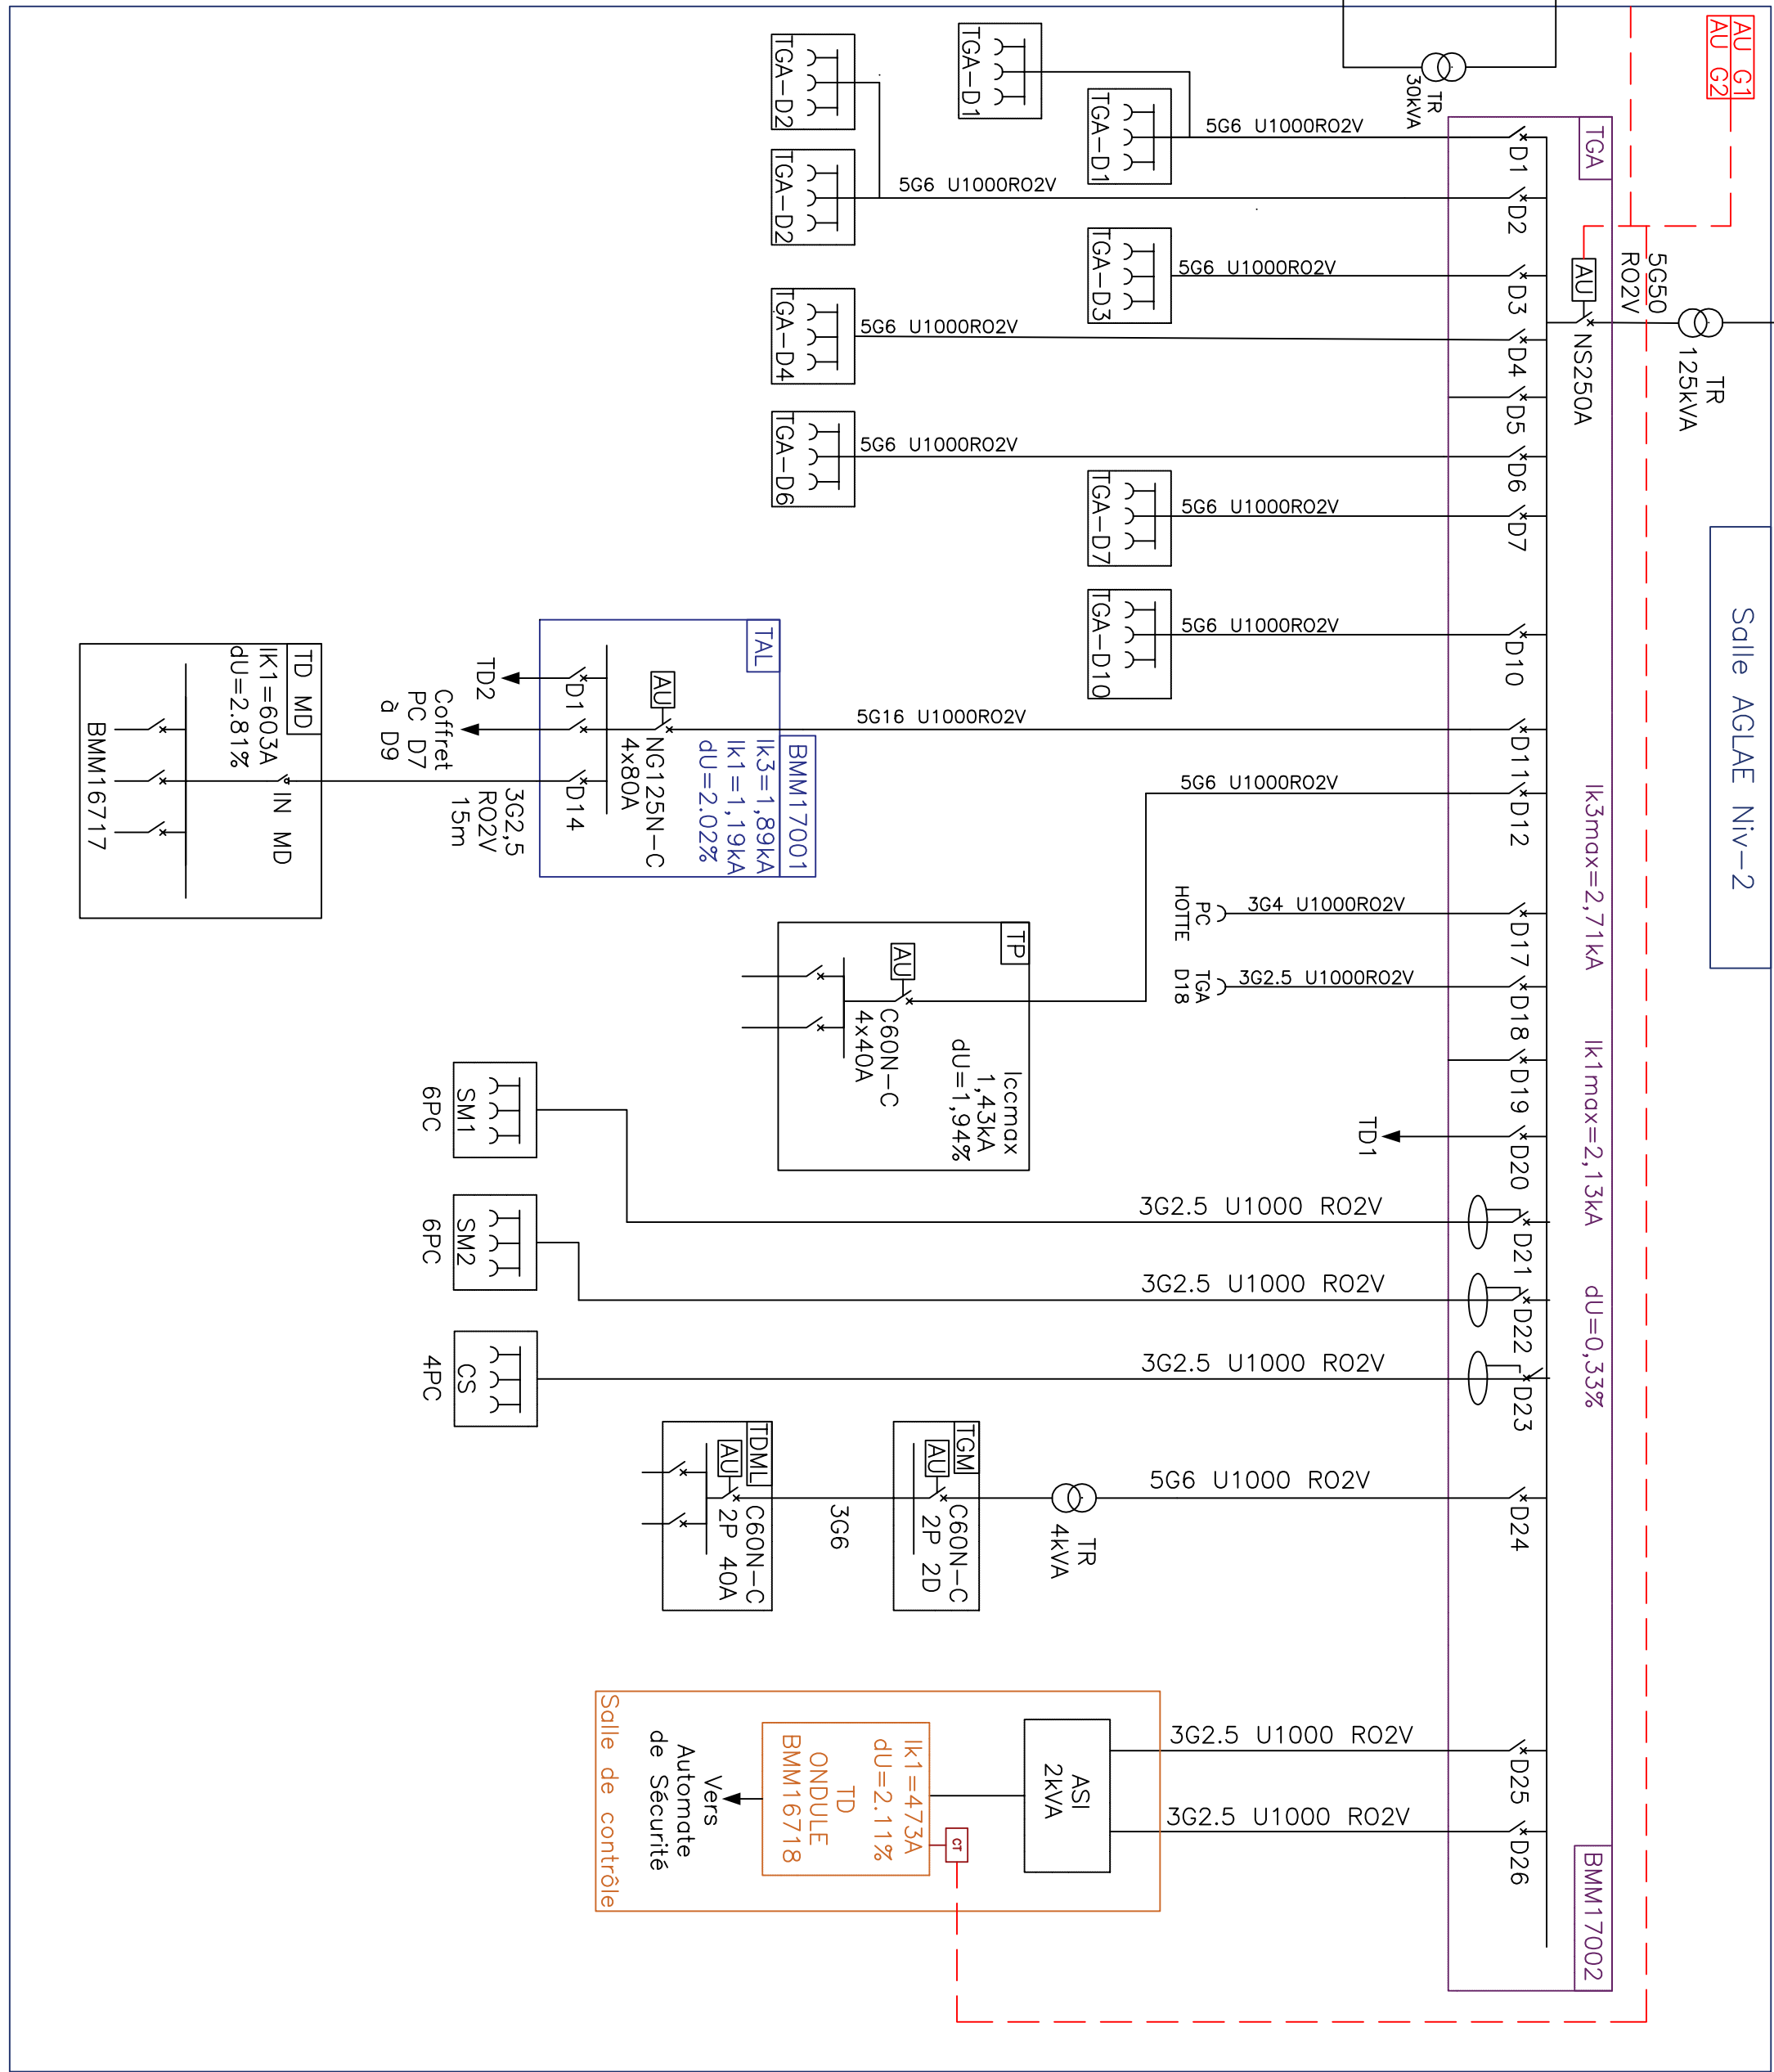 Salle AGLAE Niv-2
AU G1
AU G2
TR
30kVA
TR
125kVA
5G50
RO2V
AU
NS250A
TGA
Ik3max=2,71kA
Ik1max=2,13kA
dU=0,33%
BMM17002
D1
D2
D3
D4
D5
D6
D7
D10
D11
D12
D17
D18
D19
D20
D21
D22
D23
D24
D25
D26
5G6 U1000RO2V
TGA-D1
TGA-D1
5G6 U1000RO2V
TGA-D2
TGA-D2
5G6 U1000RO2V
TGA-D3
5G6 U1000RO2V
TGA-D4
5G6 U1000RO2V
TGA-D6
5G6 U1000RO2V
TGA-D7
5G6 U1000RO2V
TGA-D10
5G16 U1000RO2V
5G6 U1000RO2V
3G4 U1000RO2V
PC
HOTTE
3G2.5 U1000RO2V
TGA
D18
TD1
3G2.5 U1000 RO2V
3G2.5 U1000 RO2V
3G2.5 U1000 RO2V
5G6 U1000 RO2V
3G2.5 U1000 RO2V
3G2.5 U1000 RO2V
TAL
BMM17001
Ik3=1,89kA
Ik1=1,19kA
dU=2.02%
AU
NG125N-C
4x80A
D1
D14
TD2
Coffret
PC D7
à D9
3G2,5
RO2V
15m
TD MD
IK1=603A
dU=2.81%
IN MD
BMM16717
TP
AU
C60N-C
4x40A
Iccmax
1,43kA
dU=1,94%
SM1
6PC
SM2
6PC
CS
4PC
TR
4kVA
TGM
AU
C60N-C
2P 2D
3G6
TDML
AU
C60N-C
2P 40A
ASI
2kVA
CT
Ik1=473A
dU=2.11%
TD
ONDULE
BMM16718
Vers
Automate
de Sécurité
Salle de contrôle